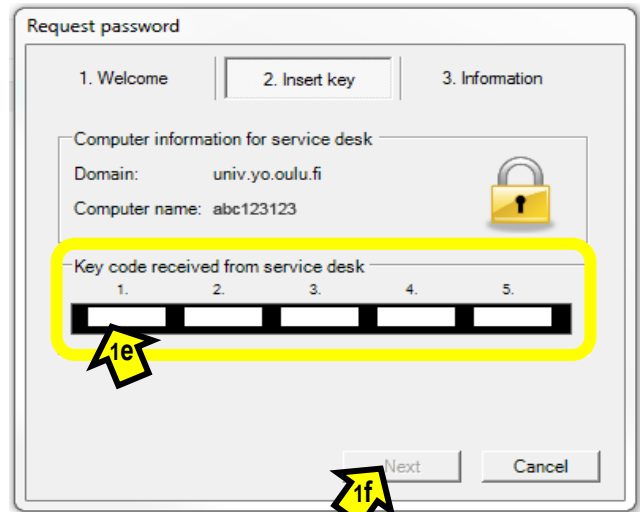 Request password
1. Welcome 2. Insert key 3. Information
Computer information for service desk
Domain: univ.yo.oulu.fi
Computer name: abc123123
Key code received from service desk
1. 2. 3. 4. 5.
1e
Next Cancel
1f